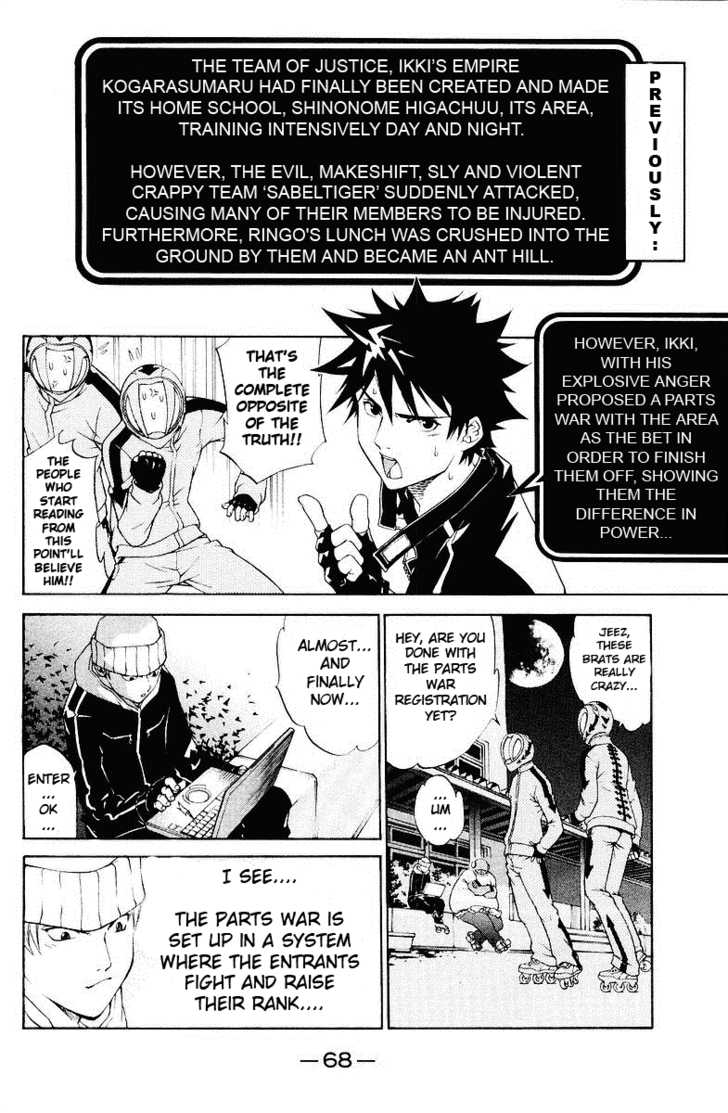 PREVIOUSLY:
THE TEAM OF JUSTICE, IKKI'S EMPIRE
KOGARASUMARU HAD FINALLY BEEN CREATED AND MADE
ITS HOME SCHOOL, SHINONOME HIGACHUU, ITS AREA,
TRAINING INTENSIVELY DAY AND NIGHT.
HOWEVER, THE EVIL, MAKESHIFT, SLY AND VIOLENT
CRAPPY TEAM 'SABELTIGER' SUDDENLY ATTACKED,
CAUSING MANY OF THEIR MEMBERS TO BE INJURED.
FURTHERMORE, RINGO'S LUNCH WAS CRUSHED INTO THE
GROUND BY THEM AND BECAME AN ANT HILL.
HOWEVER, IKKI,
WITH HIS
EXPLOSIVE ANGER
PROPOSED A PARTS
WAR WITH THE AREA
AS THE BET IN
ORDER TO FINISH
THEM OFF, SHOWING
THEM THE
DIFFERENCE IN
POWER...
THAT'S
THE
COMPLETE
OPPOSITE
OF THE
TRUTH!!
THE
PEOPLE
WHO
START
READING
FROM
THIS
POINT'LL
BELIEVE
HIM!!
JEEZ,
THESE
BRATS ARE
REALLY
CRAZY...
HEY, ARE YOU
DONE WITH
THE PARTS
WAR
REGISTRATION
YET?
...
UM
...
ALMOST...
AND
FINALLY
NOW...
ENTER
...
OK
...
I SEE....
THE PARTS WAR IS
SET UP IN A SYSTEM
WHERE THE ENTRANTS
FIGHT AND RAISE
THEIR RANK....
—68—